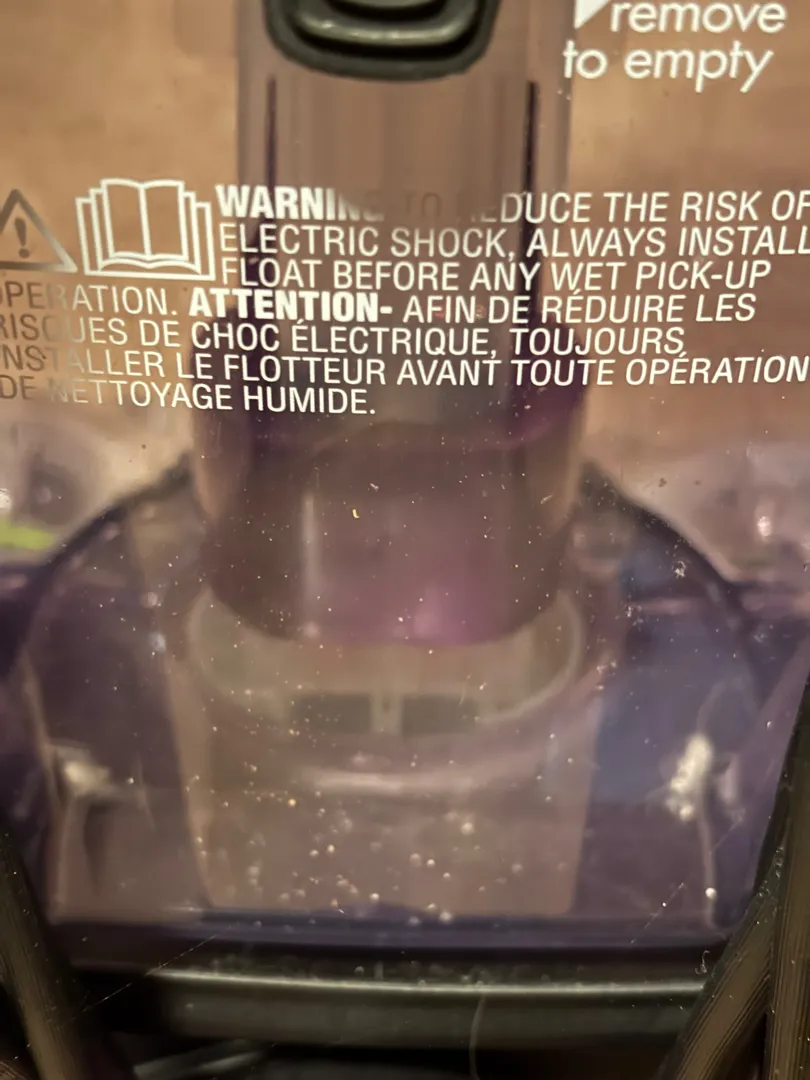 remove
to empty
WARNING: TO REDUCE THE RISK OF
ELECTRIC SHOCK, ALWAYS INSTALL
FLOAT BEFORE ANY WET PICK-UP
OPERATION. ATTENTION- AFIN DE RÉDUIRE LES
RISQUES DE CHOC ÉLECTRIQUE, TOUJOURS
INSTALLER LE FLOTTEUR AVANT TOUTE OPÉRATION
DE NETTOYAGE HUMIDE.